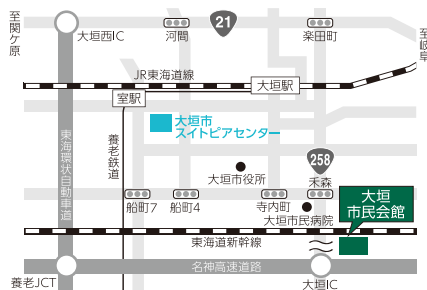 至関ケ原
大垣西IC
河間
21
楽田町
至岐阜
JR東海道線
大垣駅
室駅
大垣市
スイトピアセンター
東海環状自動車道
養老鉄道
大垣市役所
258
禾森
船町7
船町4
寺内町
大垣市民病院
大垣
市民会館
東海道新幹線
養老JCT
名神高速道路
大垣IC